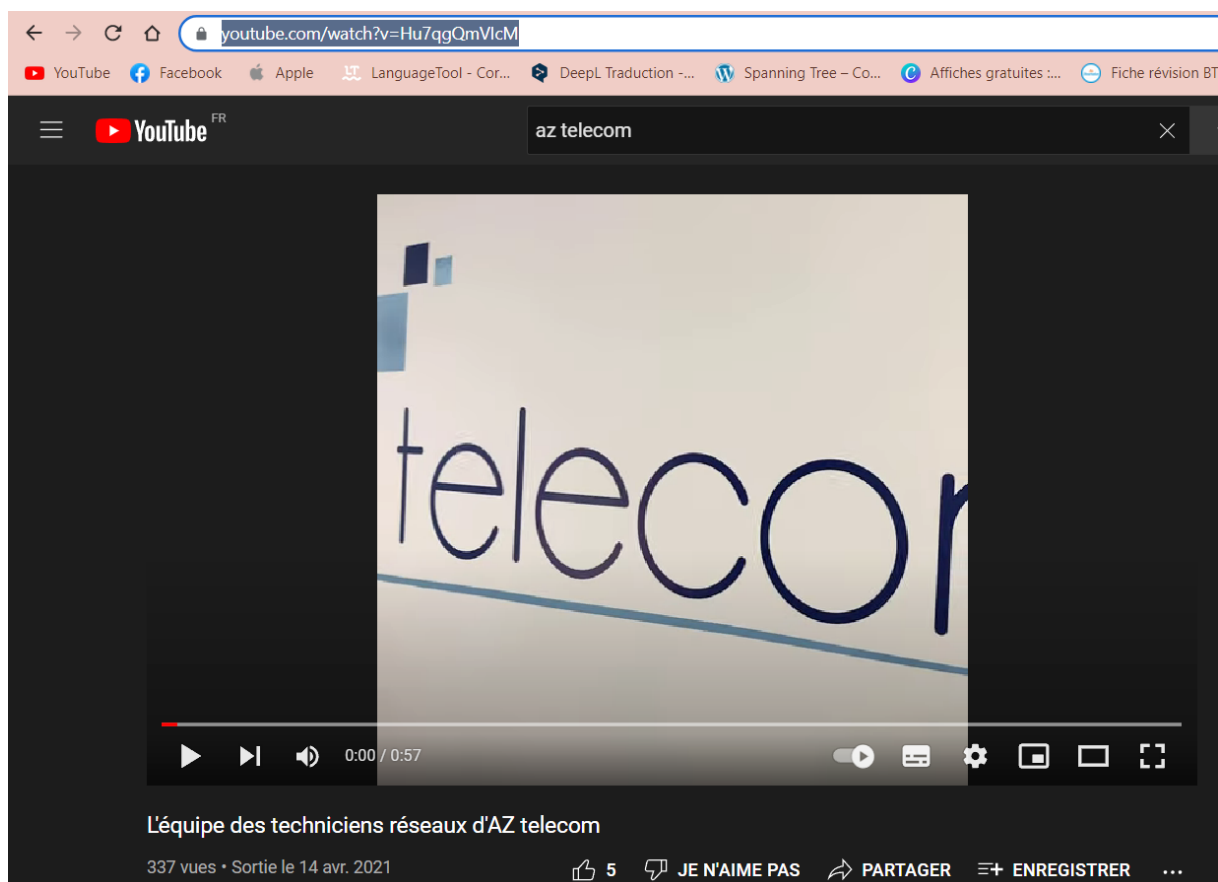 youtube.com/watch?v=Hu7qgQmVIcM
YouTube Facebook Apple LanguageTool - Cor... DeepL Traduction -... Spanning Tree – Co... Affiches gratuites :... Fiche révision BT
YouTube FR az telecom
telecom
0:00 / 0:57
L'équipe des techniciens réseaux d'AZ telecom
337 vues • Sortie le 14 avr. 2021 5 JE N'AIME PAS PARTAGER ENREGISTRER ...